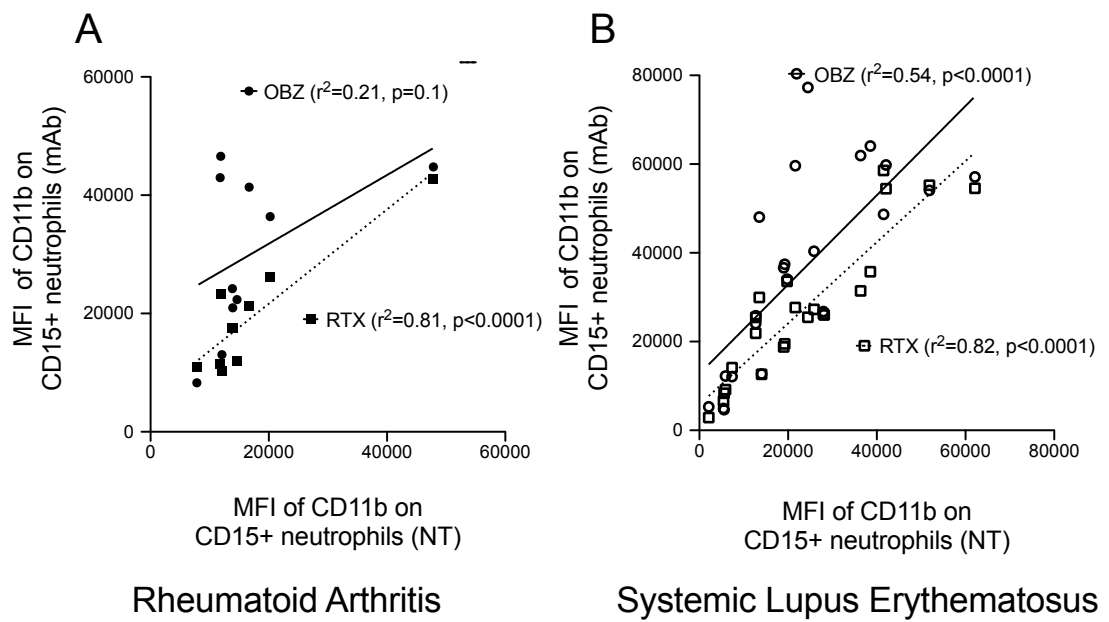 A
MFI of CD11b on
CD15+ neutrophils (mAb)
60000
40000
20000
0
OBZ (r²=0.21, p=0.1)
RTX (r²=0.81, p<0.0001)
0 20000 40000 60000
MFI of CD11b on
CD15+ neutrophils (NT)
Rheumatoid Arthritis
B
MFI of CD11b on
CD15+ neutrophils (mAb)
80000
60000
40000
20000
0
OBZ (r²=0.54, p<0.0001)
RTX (r²=0.82, p<0.0001)
0 20000 40000 60000 80000
MFI of CD11b on
CD15+ neutrophils (NT)
Systemic Lupus Erythematosus